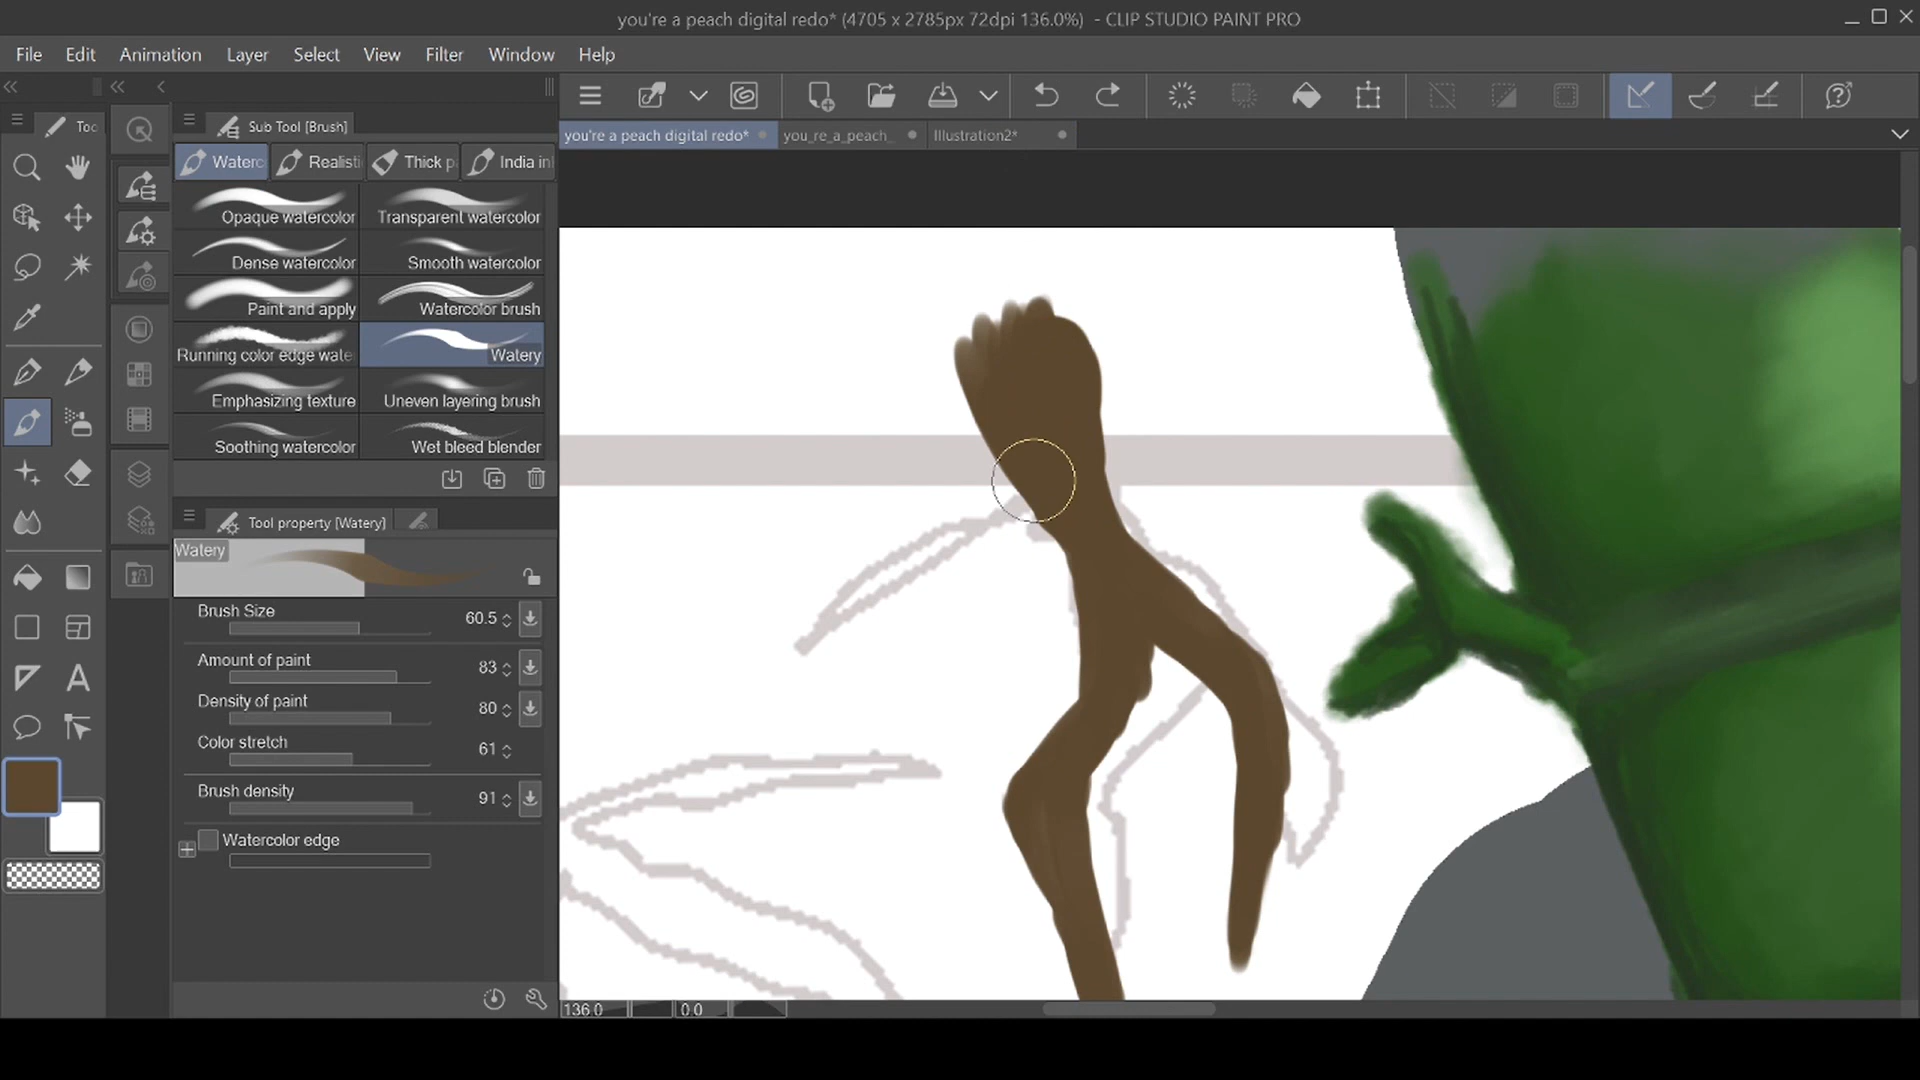 you're a peach digital redo* (4705 x 2785px 72dpi 136.0%) - CLIP STUDIO PAINT PRO
File Edit Animation Layer Select View Filter Window Help
Too
Sub Tool [Brush]
you're a peach digital redo* you_re_a_peach_ Illustration2*
Waterc Realisti Thick p India in
Opaque watercolor Transparent watercolor
Dense watercolor Smooth watercolor
Paint and apply Watercolor brush
Running color edge wate Watery
Emphasizing texture Uneven layering brush
Soothing watercolor Wet bleed blender
Tool property [Watery]
Watery
Brush Size 60.5
Amount of paint 83
Density of paint 80
Color stretch 61
Brush density 91
Watercolor edge
A
136.0 0.0